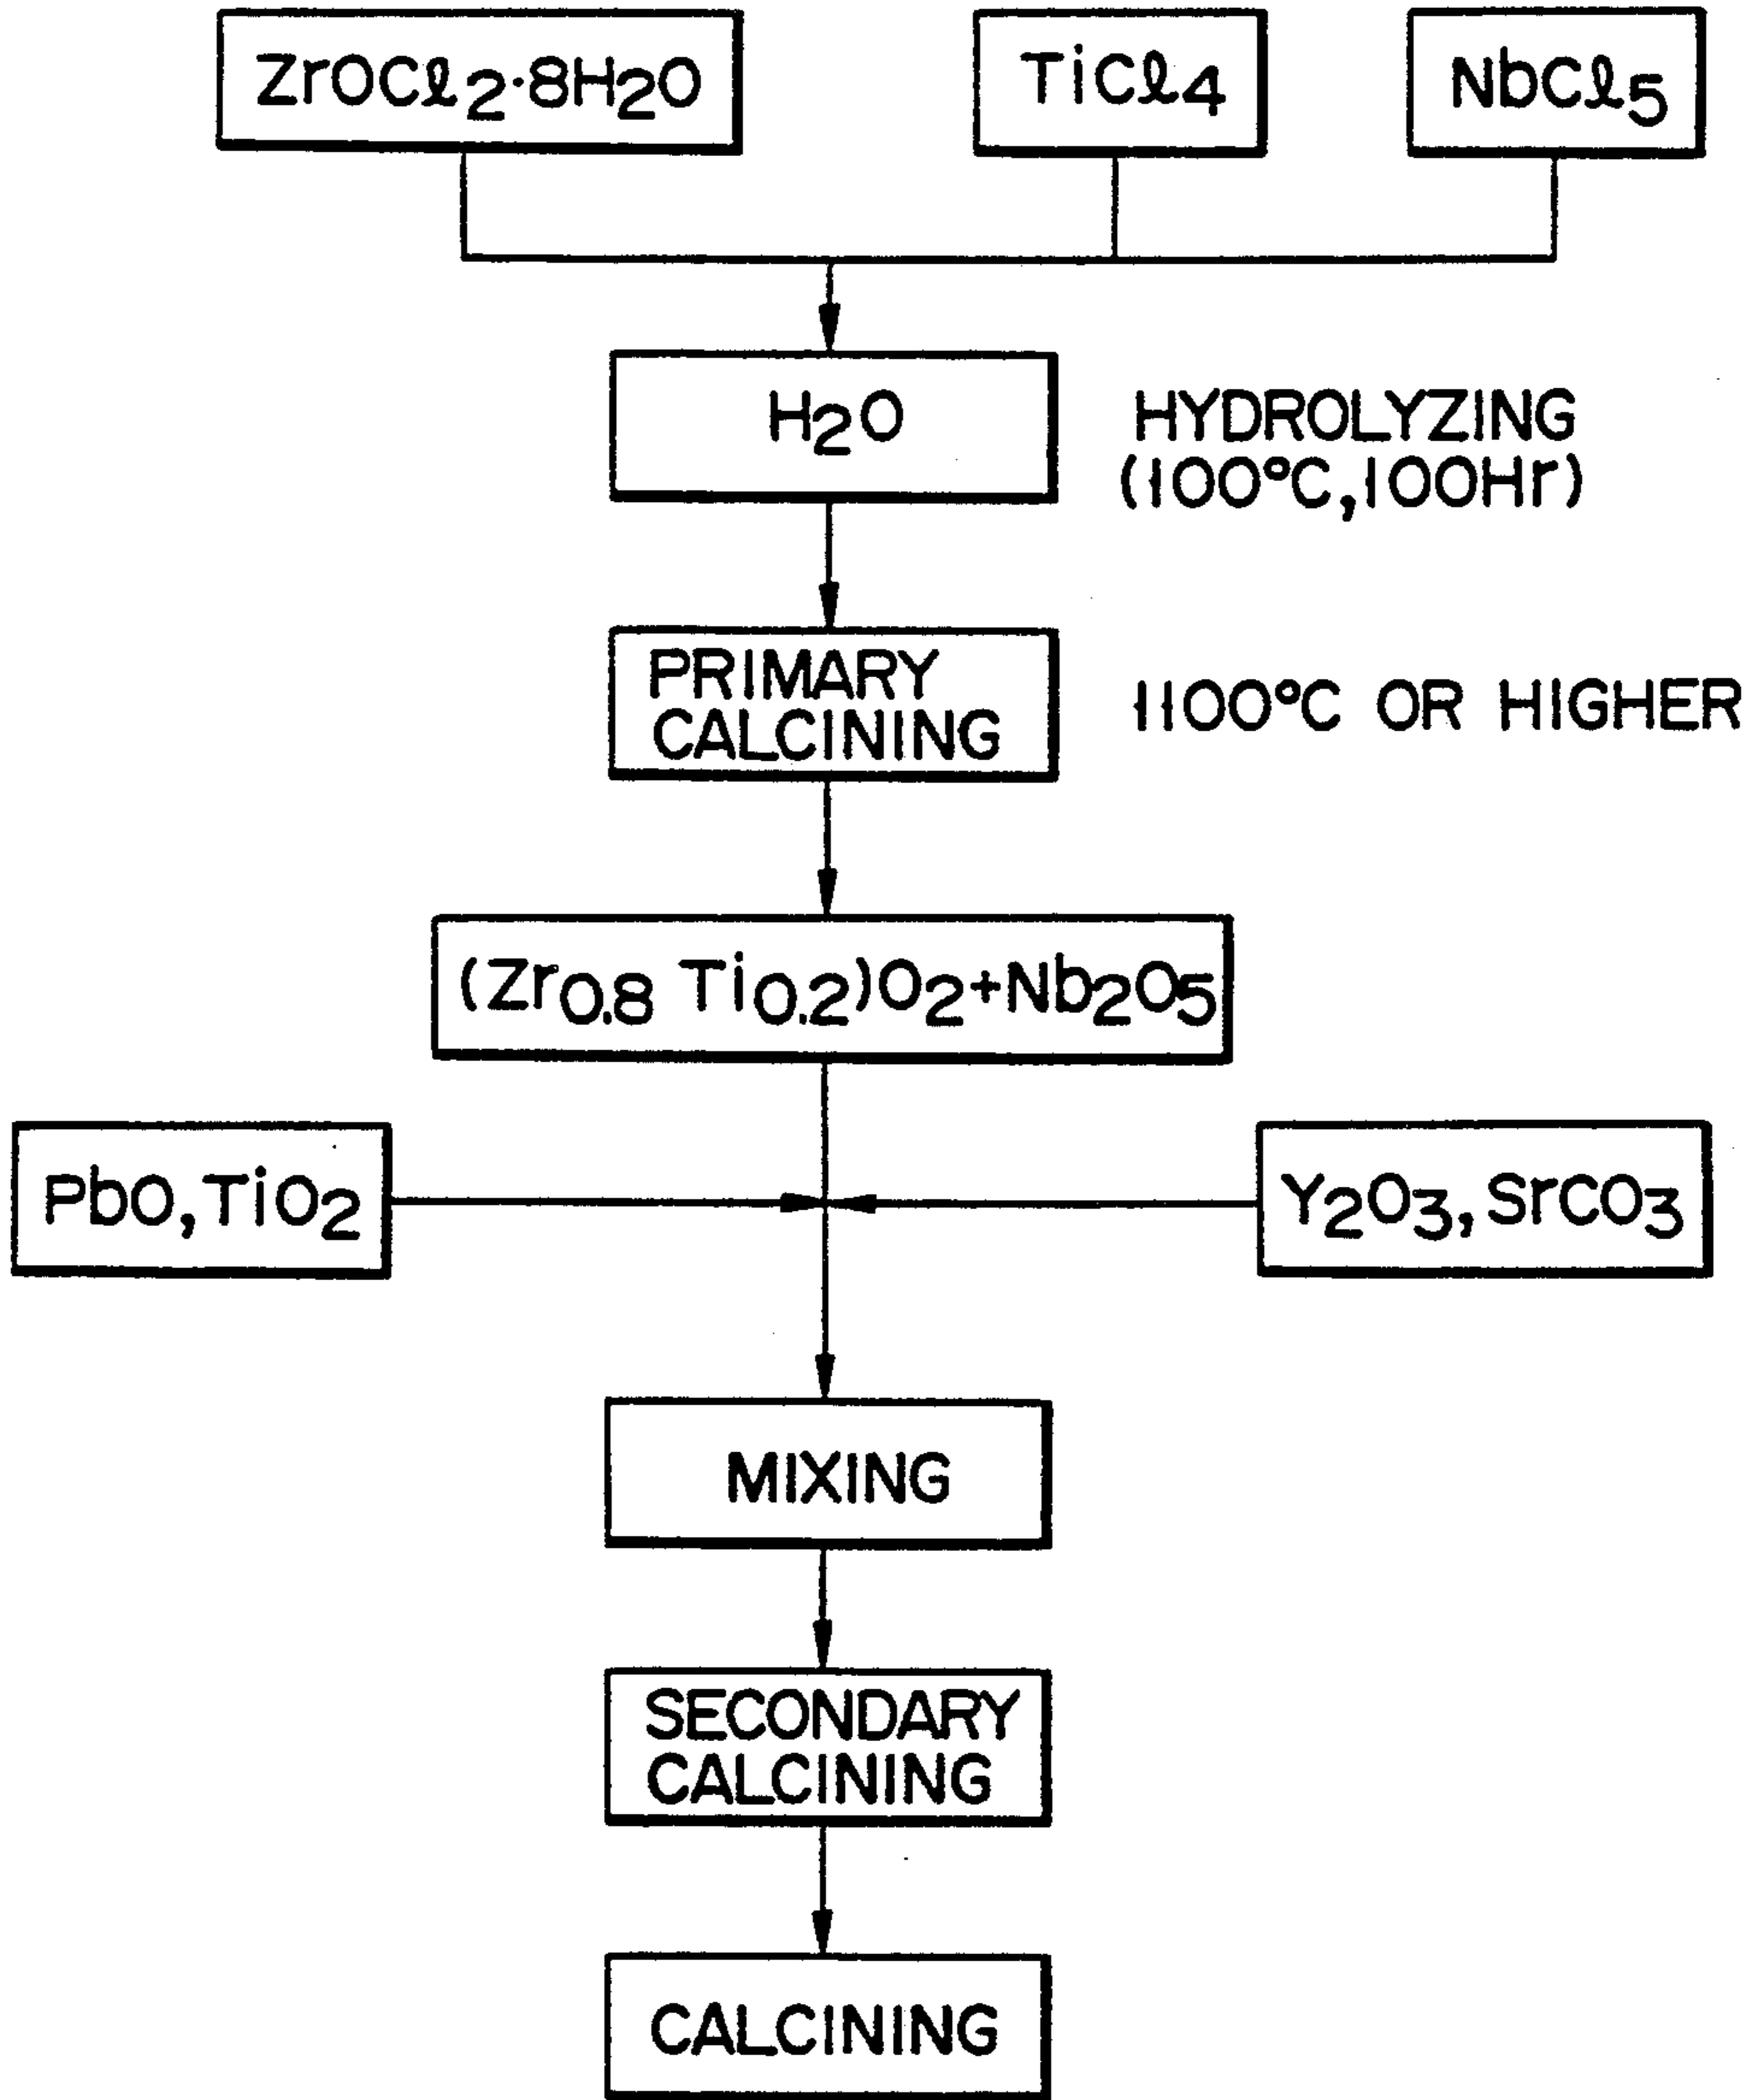 ZrOCl2·8H2O
TiCl4
NbCl5
H2O
HYDROLYZING
(100°C,100Hr)
PRIMARY
CALCINING
1100°C OR HIGHER
(Zr0.8 Ti0.2)O2+Nb2O5
PbO,TiO2
Y2O3,SrCO3
MIXING
SECONDARY
CALCINING
CALCINING